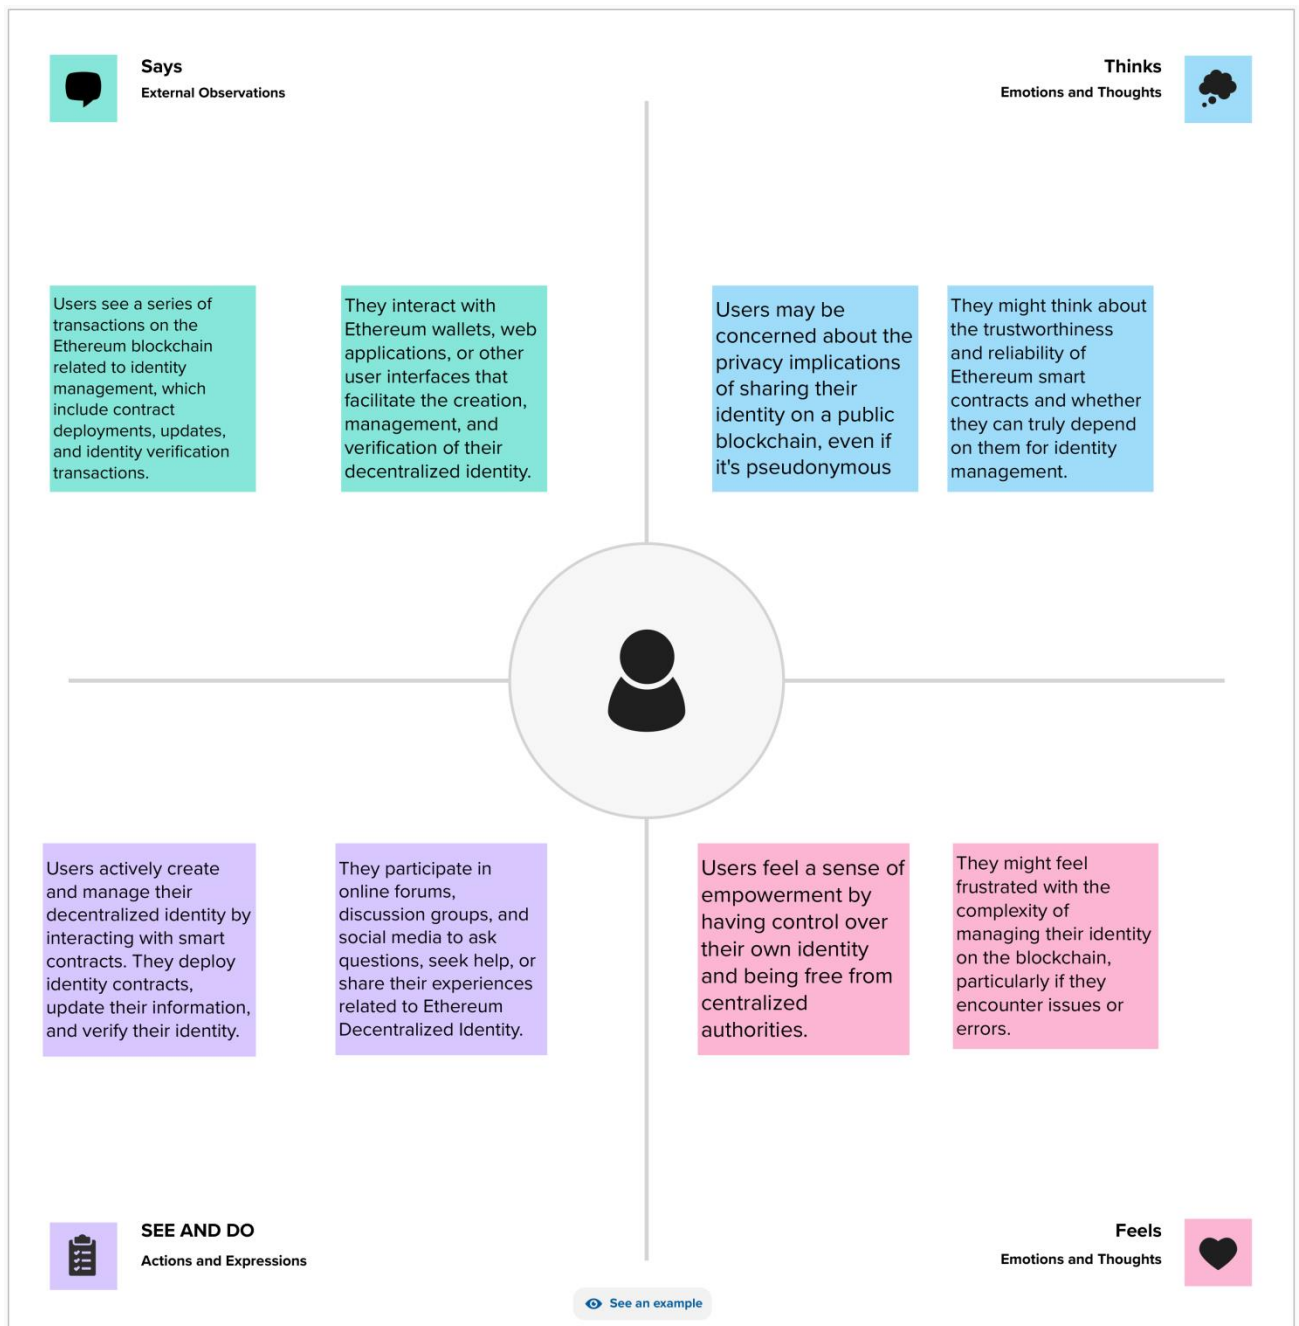 Says
External Observations
Thinks
Emotions and Thoughts
Users see a series of
transactions on the
Ethereum blockchain
related to identity
management, which
include contract
deployments, updates,
and identity verification
transactions.
They interact with
Ethereum wallets, web
applications, or other
user interfaces that
facilitate the creation,
management, and
verification of their
decentralized identity.
Users may be
concerned about the
privacy implications
of sharing their
identity on a public
blockchain, even if
it's pseudonymous
They might think about
the trustworthiness
and reliability of
Ethereum smart
contracts and whether
they can truly depend
on them for identity
management.
Users actively create
and manage their
decentralized identity by
interacting with smart
contracts. They deploy
identity contracts,
update their information,
and verify their identity.
They participate in
online forums,
discussion groups, and
social media to ask
questions, seek help, or
share their experiences
related to Ethereum
Decentralized Identity.
Users feel a sense of
empowerment by
having control over
their own identity
and being free from
centralized
authorities.
They might feel
frustrated with the
complexity of
managing their identity
on the blockchain,
particularly if they
encounter issues or
errors.
SEE AND DO
Actions and Expressions
Feels
Emotions and Thoughts
See an example